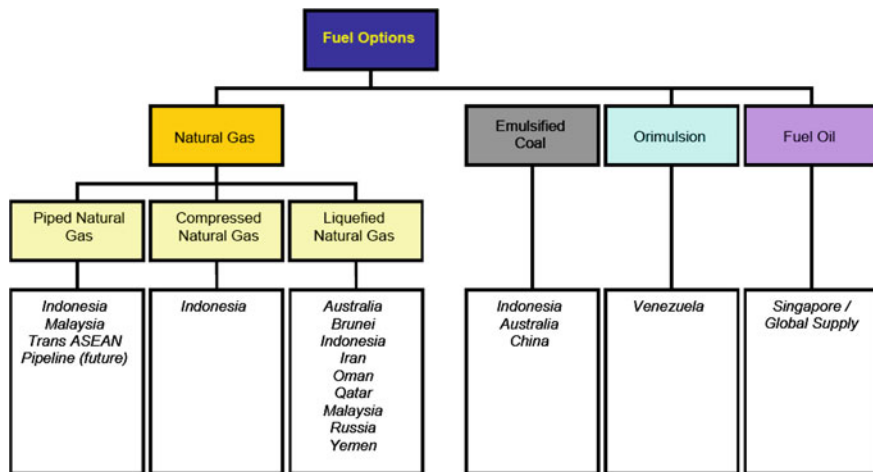 Fuel Options
Natural Gas
Emulsified
Coal
Orimulsion
Fuel Oil
Piped Natural
Gas
Compressed
Natural Gas
Liquefied
Natural Gas
Indonesia
Malaysia
Trans ASEAN
Pipeline (future)
Indonesia
Australia
Brunei
Indonesia
Iran
Oman
Qatar
Malaysia
Russia
Yemen
Indonesia
Australia
China
Venezuela
Singapore /
Global Supply